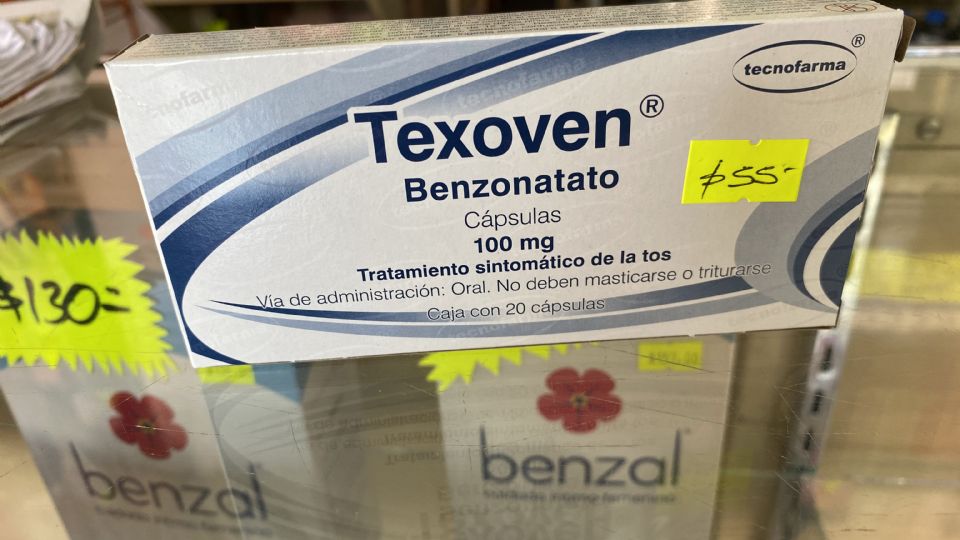 tecnofarma®
Texoven®
Benzonatato
Cápsulas
100 mg
Tratamiento sintomático de la tos
Vía de administración: Oral. No deben masticarse o triturarse
Caja con 20 cápsulas
$55-
$130=
benzal
benzal